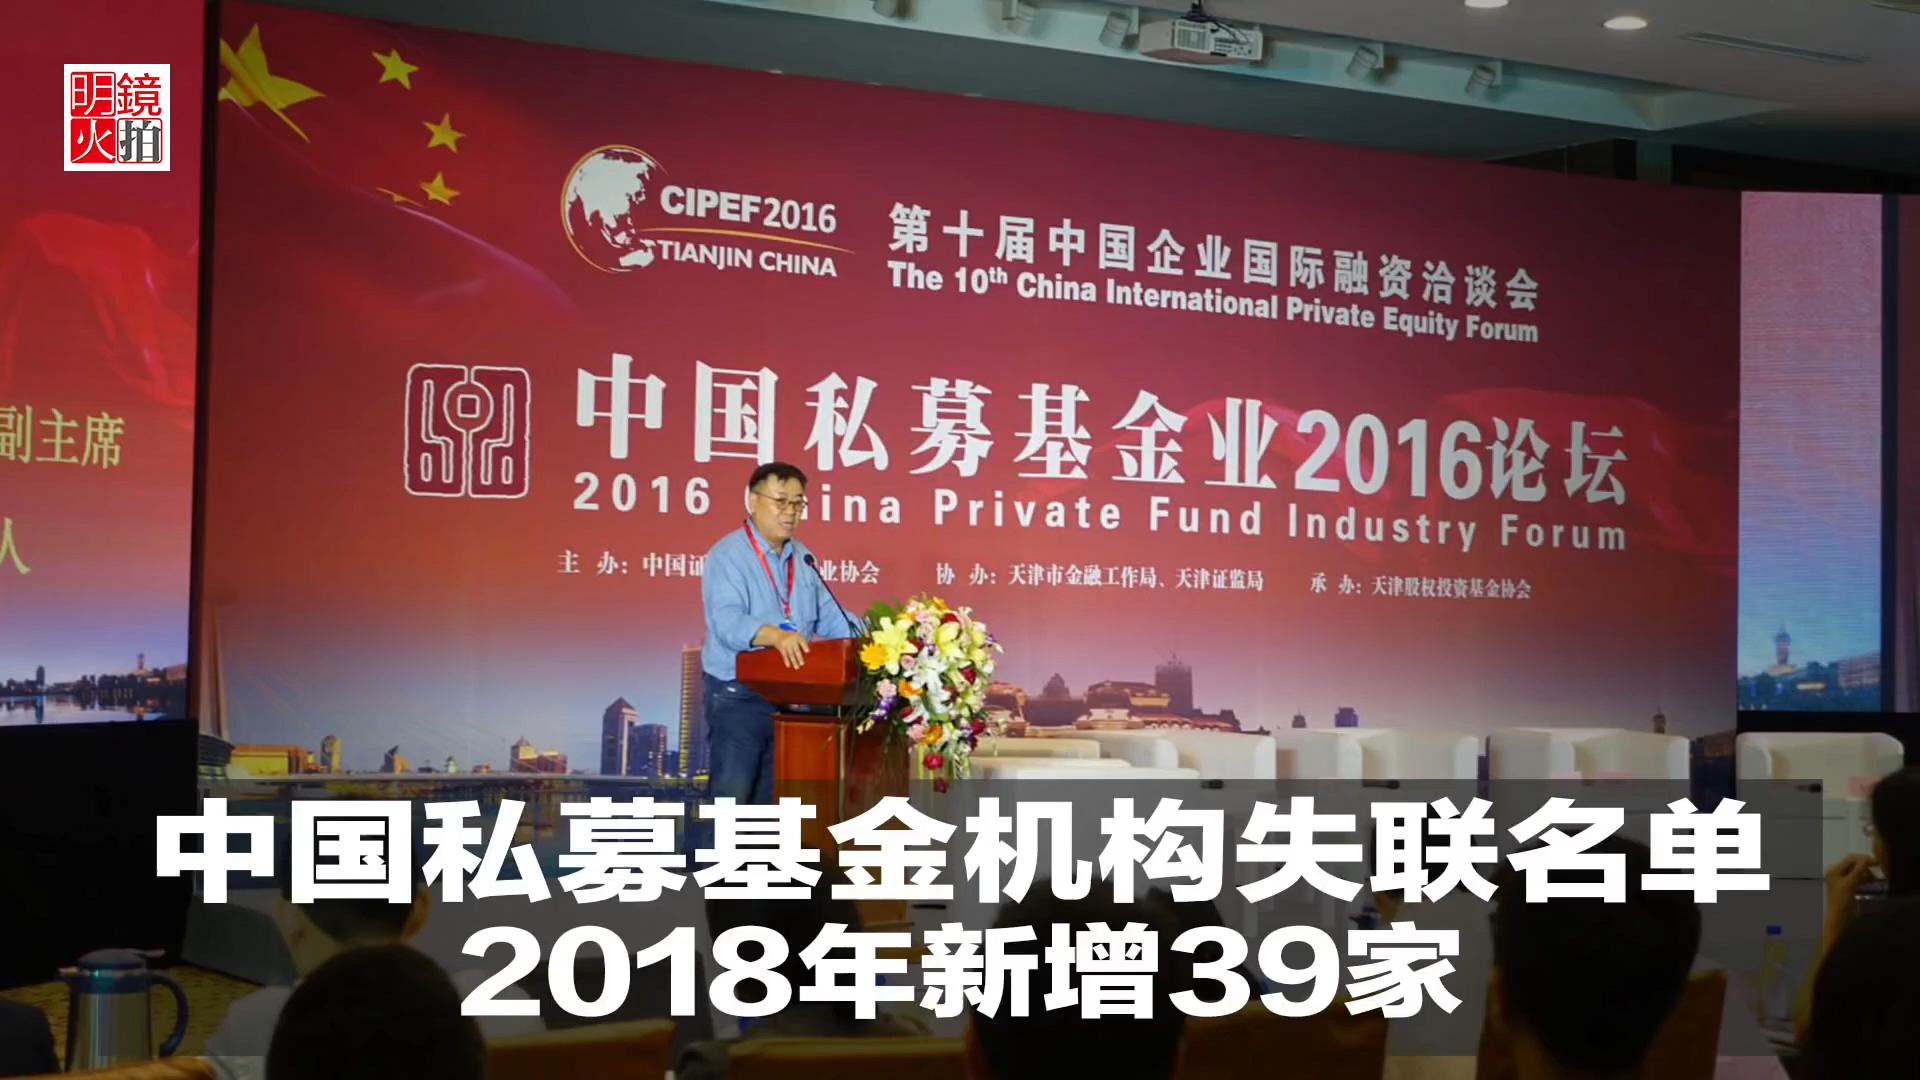 明鏡
火拍
CIPEF2016
TIANJIN CHINA
第十届中国企业国际融资洽谈会
The 10th China International Private Equity Forum
中国私募基金业2016论坛
2016 China Private Fund Industry Forum
主 办：中国证 业协会 协 办：天津市金融工作局、天津证监局 承 办：天津股权投资基金协会
副主席
人
中国私募基金机构失联名单
2018年新增39家